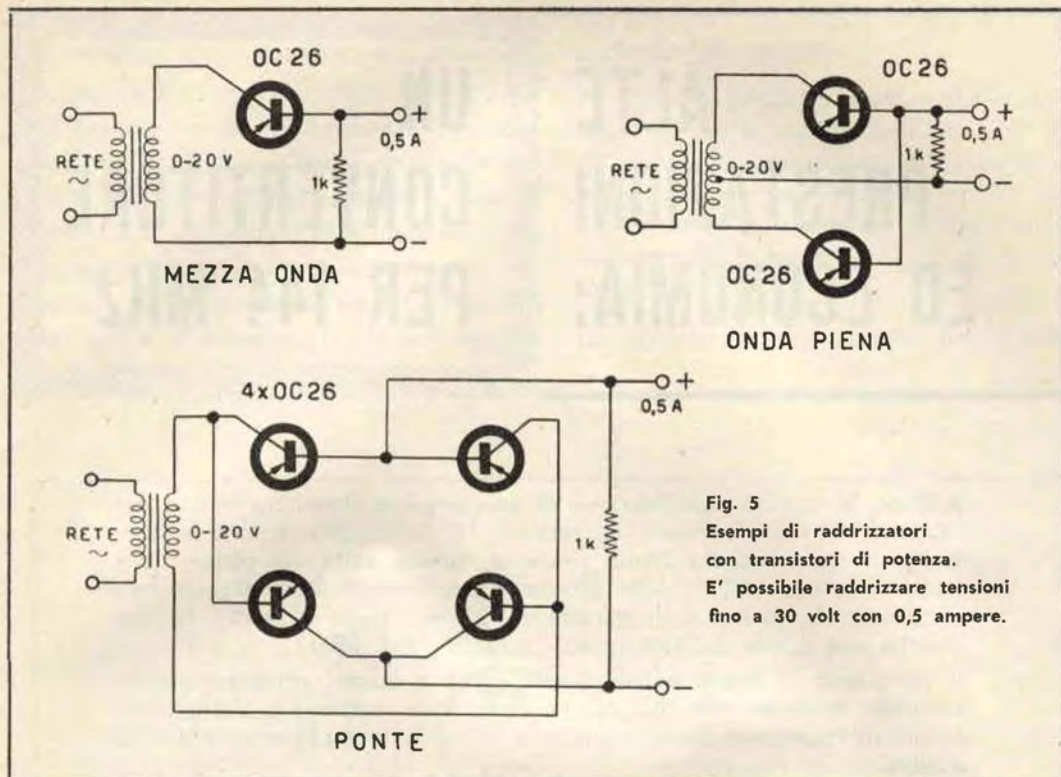 OC 26
RETE
~
0-20 V
1k
+
0,5 A
-
MEZZA ONDA
OC 26
RETE
~
0-20 V
1k
+
0,5 A
-
OC 26
ONDA PIENA
4xOC26
RETE
~
0-20 V
1k
+
0,5 A
-
PONTE
Fig. 5
Esempi di raddrizzatori
con transistori di potenza.
E' possibile raddrizzare tensioni
fino a 30 volt con 0,5 ampere.